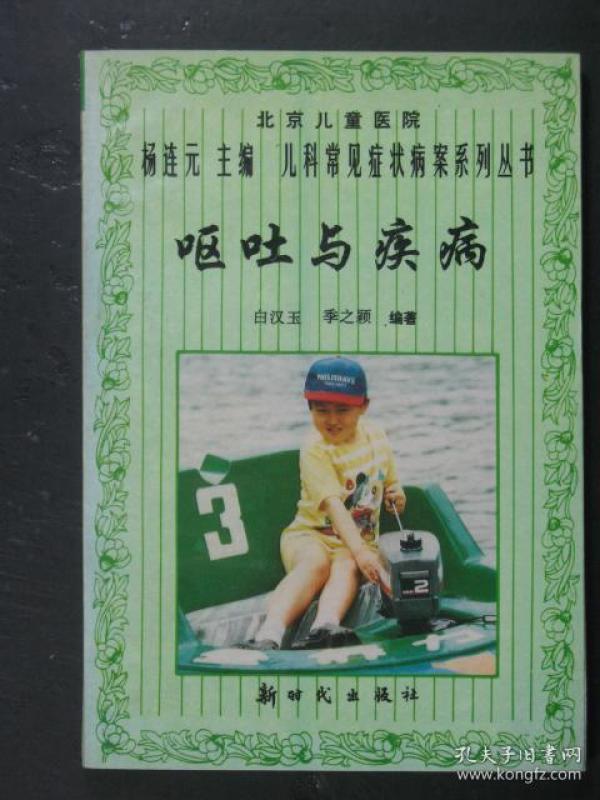 北京儿童医院
杨连元 主编 儿科常见症状病案系列丛书
呕吐与疾病
白汉玉 季之颖 编著
3
2
新时代出版社
孔夫子旧书网
www.kongfz.com